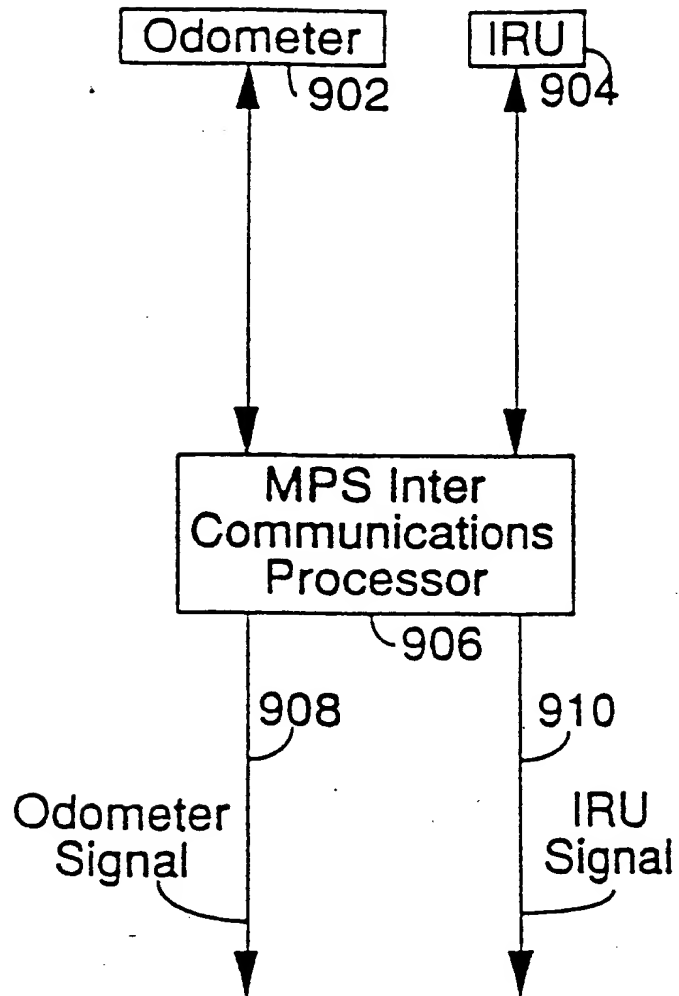 Odometer
IRU
902
904
MPS Inter
Communications
Processor
906
908
910
Odometer
Signal
IRU
Signal